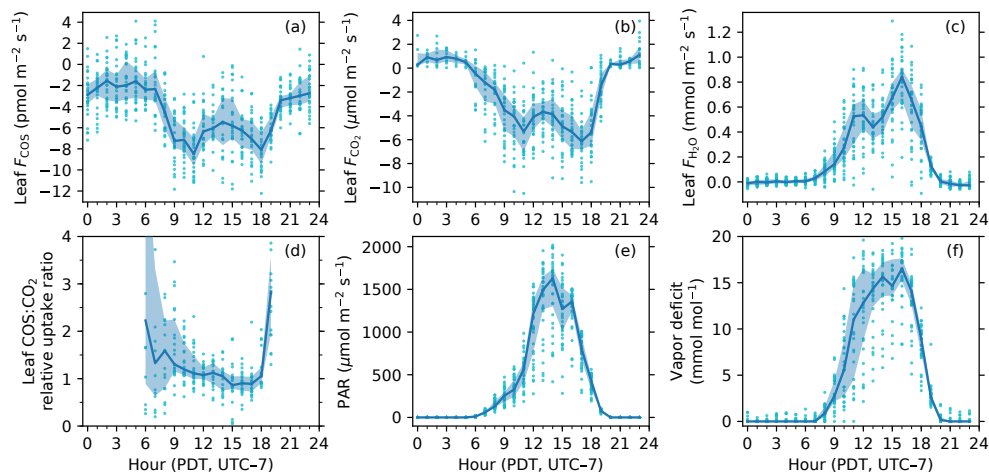 (a)
Leaf F_COS (pmol m−2 s−1)
4
2
0
−2
−4
−6
−8
−10
−12
0 3 6 9 12 15 18 21 24
(b)
Leaf F_CO2 (μmol m−2 s−1)
4
2
0
−2
−4
−6
−8
−10
0 3 6 9 12 15 18 21 24
(c)
Leaf F_H2O (mmol m−2 s−1)
1.2
1.0
0.8
0.6
0.4
0.2
0.0
0 3 6 9 12 15 18 21 24
(d)
Leaf COS:CO2
relative uptake ratio
4
3
2
1
0
0 3 6 9 12 15 18 21 24
Hour (PDT, UTC–7)
(e)
PAR (μmol m−2 s−1)
2000
1500
1000
500
0
0 3 6 9 12 15 18 21 24
Hour (PDT, UTC–7)
(f)
Vapor deficit
(mmol mol−1)
20
15
10
5
0
0 3 6 9 12 15 18 21 24
Hour (PDT, UTC–7)